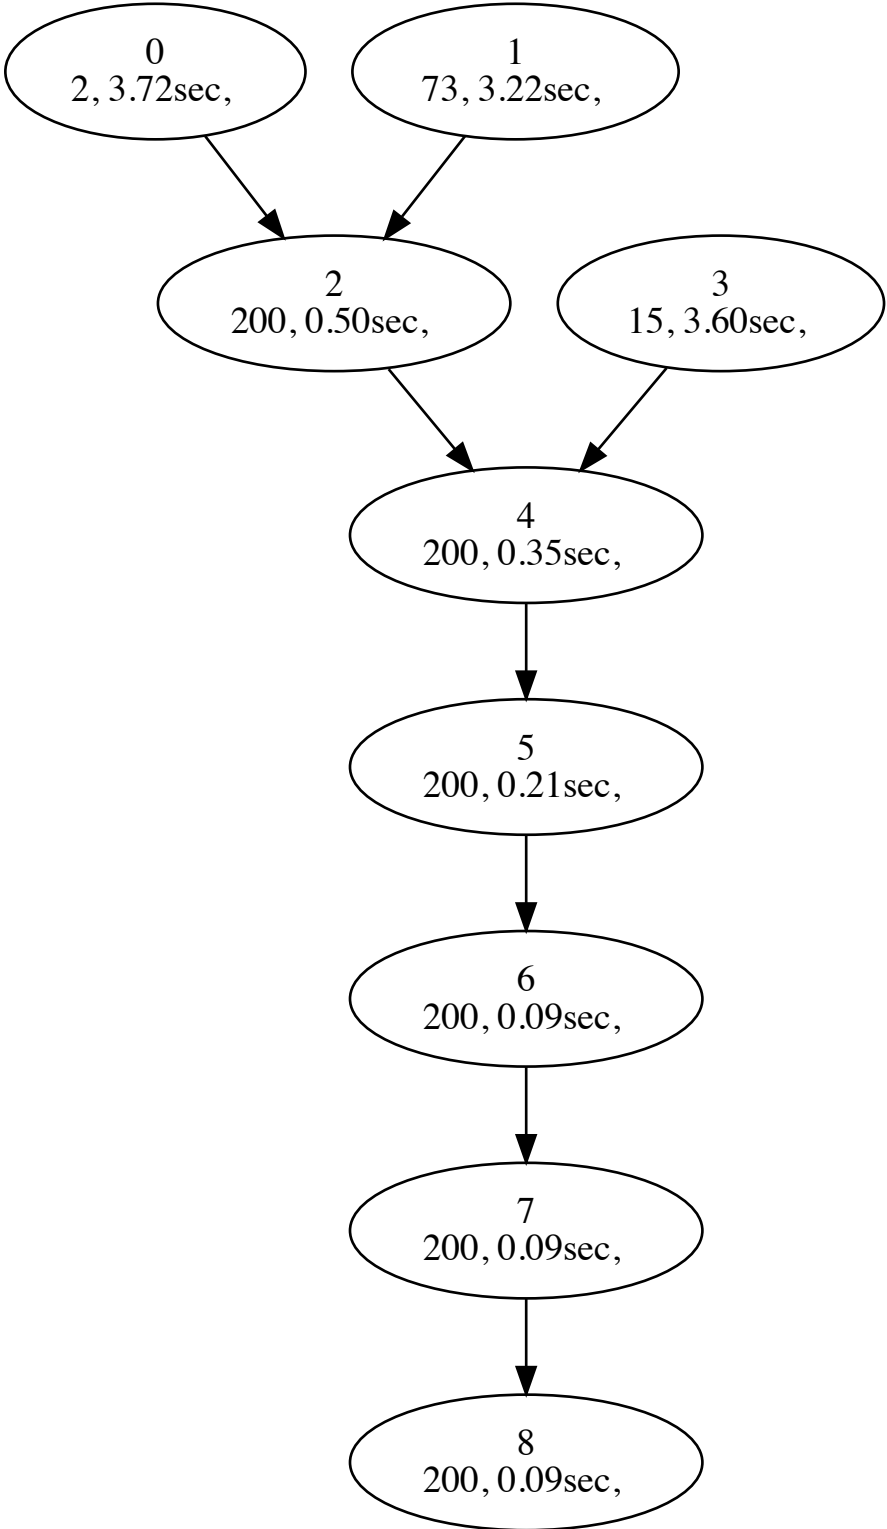 0
2, 3.72sec,
1
73, 3.22sec,
2
200, 0.50sec,
3
15, 3.60sec,
4
200, 0.35sec,
5
200, 0.21sec,
6
200, 0.09sec,
7
200, 0.09sec,
8
200, 0.09sec,